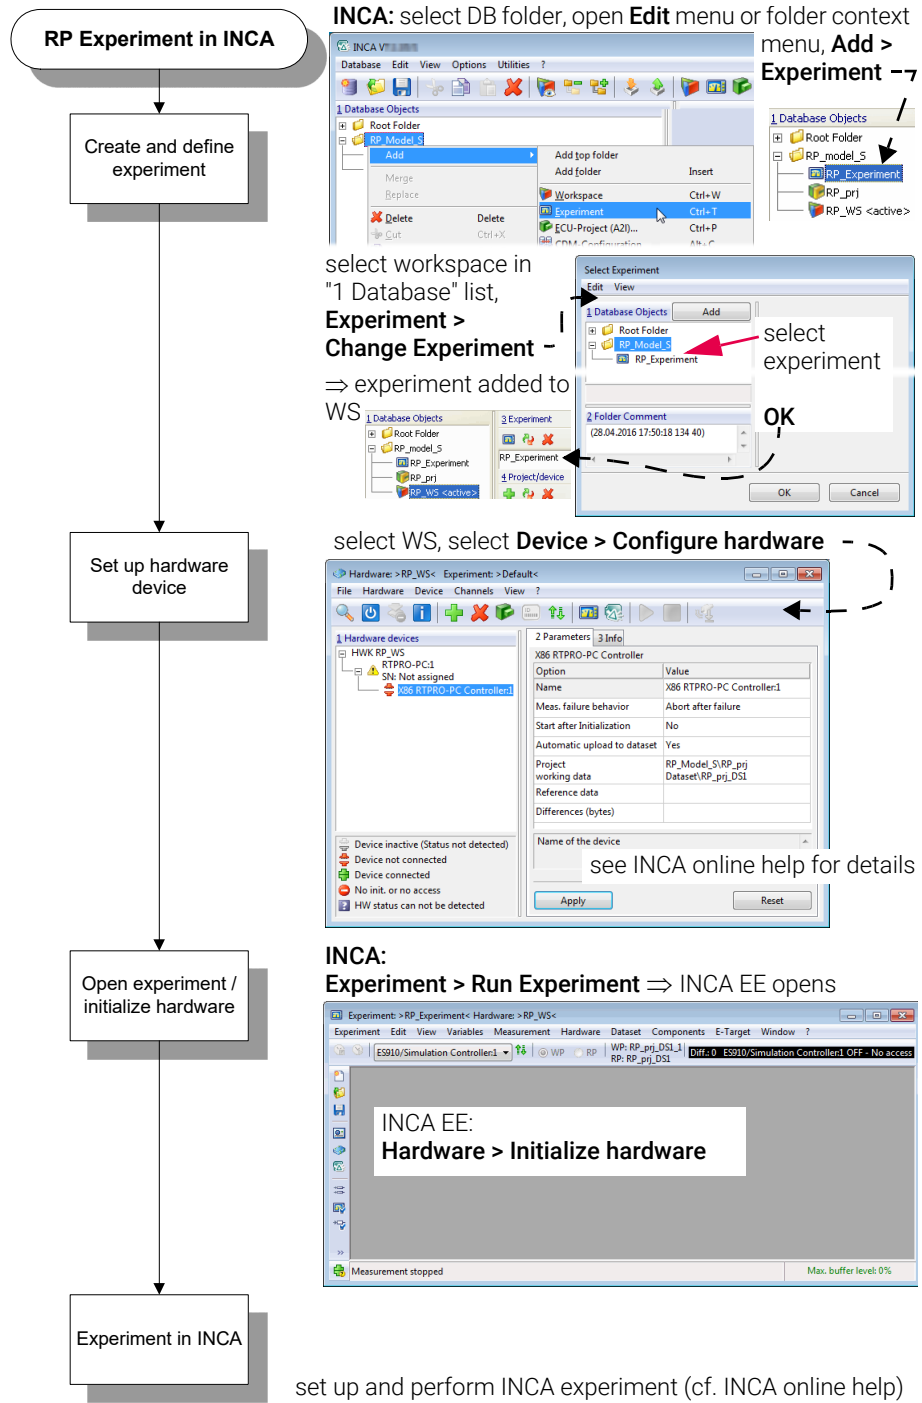 RP Experiment in INCA
INCA: select DB folder, open Edit menu or folder context
menu, Add >
Experiment
INCA V
Database Edit View Options Utilities ?
1 Database Objects
Root Folder
RP_Model_S
Add
Merge
Replace
Delete Delete
Cut Ctrl+X
Add top folder
Add folder Insert
Workspace Ctrl+W
Experiment Ctrl+T
ECU-Project (A2l)... Ctrl+P
CDM-Configuration Alt+C
1 Database Objects
Root Folder
RP_model_S
RP_Experiment
RP_prj
RP_WS <active>
Create and define
experiment
select workspace in
"1 Database" list,
Experiment >
Change Experiment
⇒ experiment added to
WS
Select Experiment
Edit View
1 Database Objects Add
Root Folder
RP_Model_S
RP_Experiment
select
experiment
2 Folder Comment
(28.04.2016 17:50:18 134 40)
OK
OK Cancel
1 Database Objects
Root Folder
RP_model_S
RP_Experiment
RP_prj
RP_WS <active>
3 Experiment
RP_Experiment
4 Project/device
Set up hardware
device
select WS, select Device > Configure hardware
Hardware: >RP_WS< Experiment: >Default<
File Hardware Device Channels View ?
1 Hardware devices
HWK RP_WS
RTPRO-PC:1
SN: Not assigned
X86 RTPRO-PC Controller:1
2 Parameters 3 Info
X86 RTPRO-PC Controller
Option Value
Name X86 RTPRO-PC Controller:1
Meas. failure behavior Abort after failure
Start after Initialization No
Automatic upload to dataset Yes
Project RP_Model_S\RP_prj
working data Dataset\RP_prj_DS1
Reference data
Differences (bytes)
Device inactive (Status not detected)
Device not connected
Device connected
No init. or no access
HW status can not be detected
Name of the device
see INCA online help for details
Apply Reset
Open experiment /
initialize hardware
INCA:
Experiment > Run Experiment ⇒ INCA EE opens
Experiment: >RP_Experiment< Hardware: >RP_WS<
Experiment Edit View Variables Measurement Hardware Dataset Components E-Target Window ?
ES910/Simulation Controller:1 WP RP WP: RP_prj_DS1_1 Diff.: 0 ES910/Simulation Controller:1 OFF - No access
RP: RP_prj_DS1
INCA EE:
Hardware > Initialize hardware
Measurement stopped Max. buffer level: 0%
Experiment in INCA
set up and perform INCA experiment (cf. INCA online help)